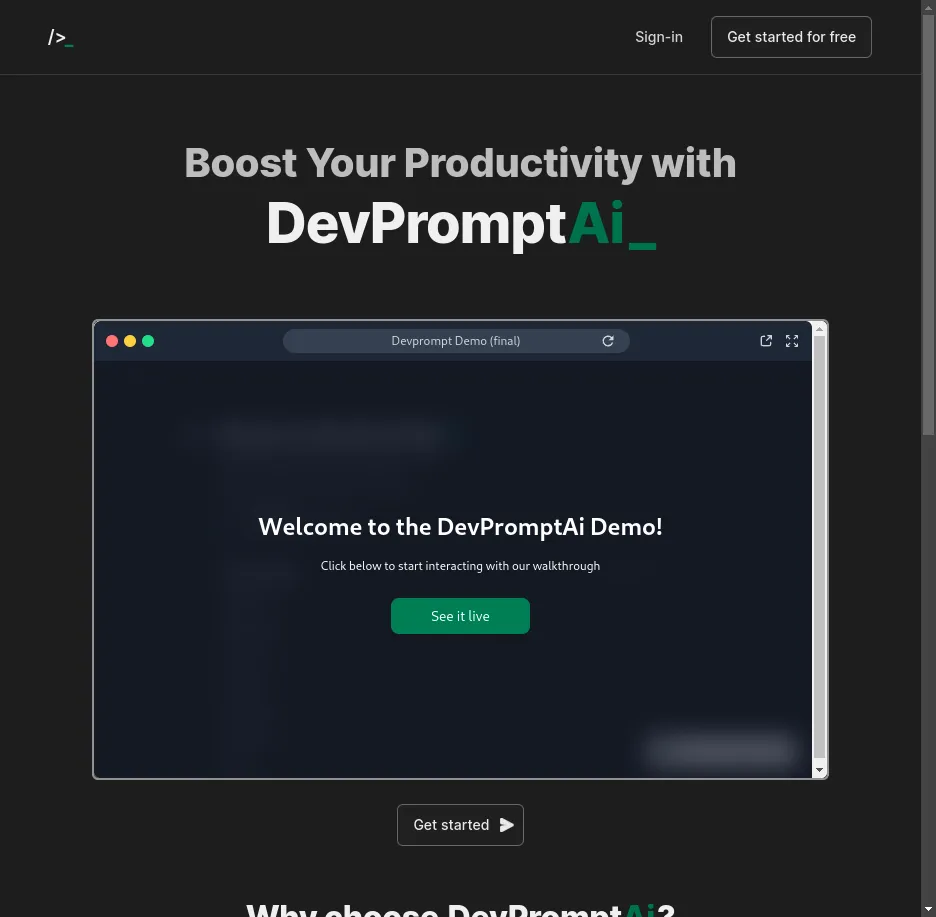 />_
Sign-in
Get started for free
Boost Your Productivity with
DevPromptAi_
Devprompt Demo (final)
Welcome to the DevPromptAi Demo!
Click below to start interacting with our walkthrough
See it live
Get started
Why choose DevPromptAi?